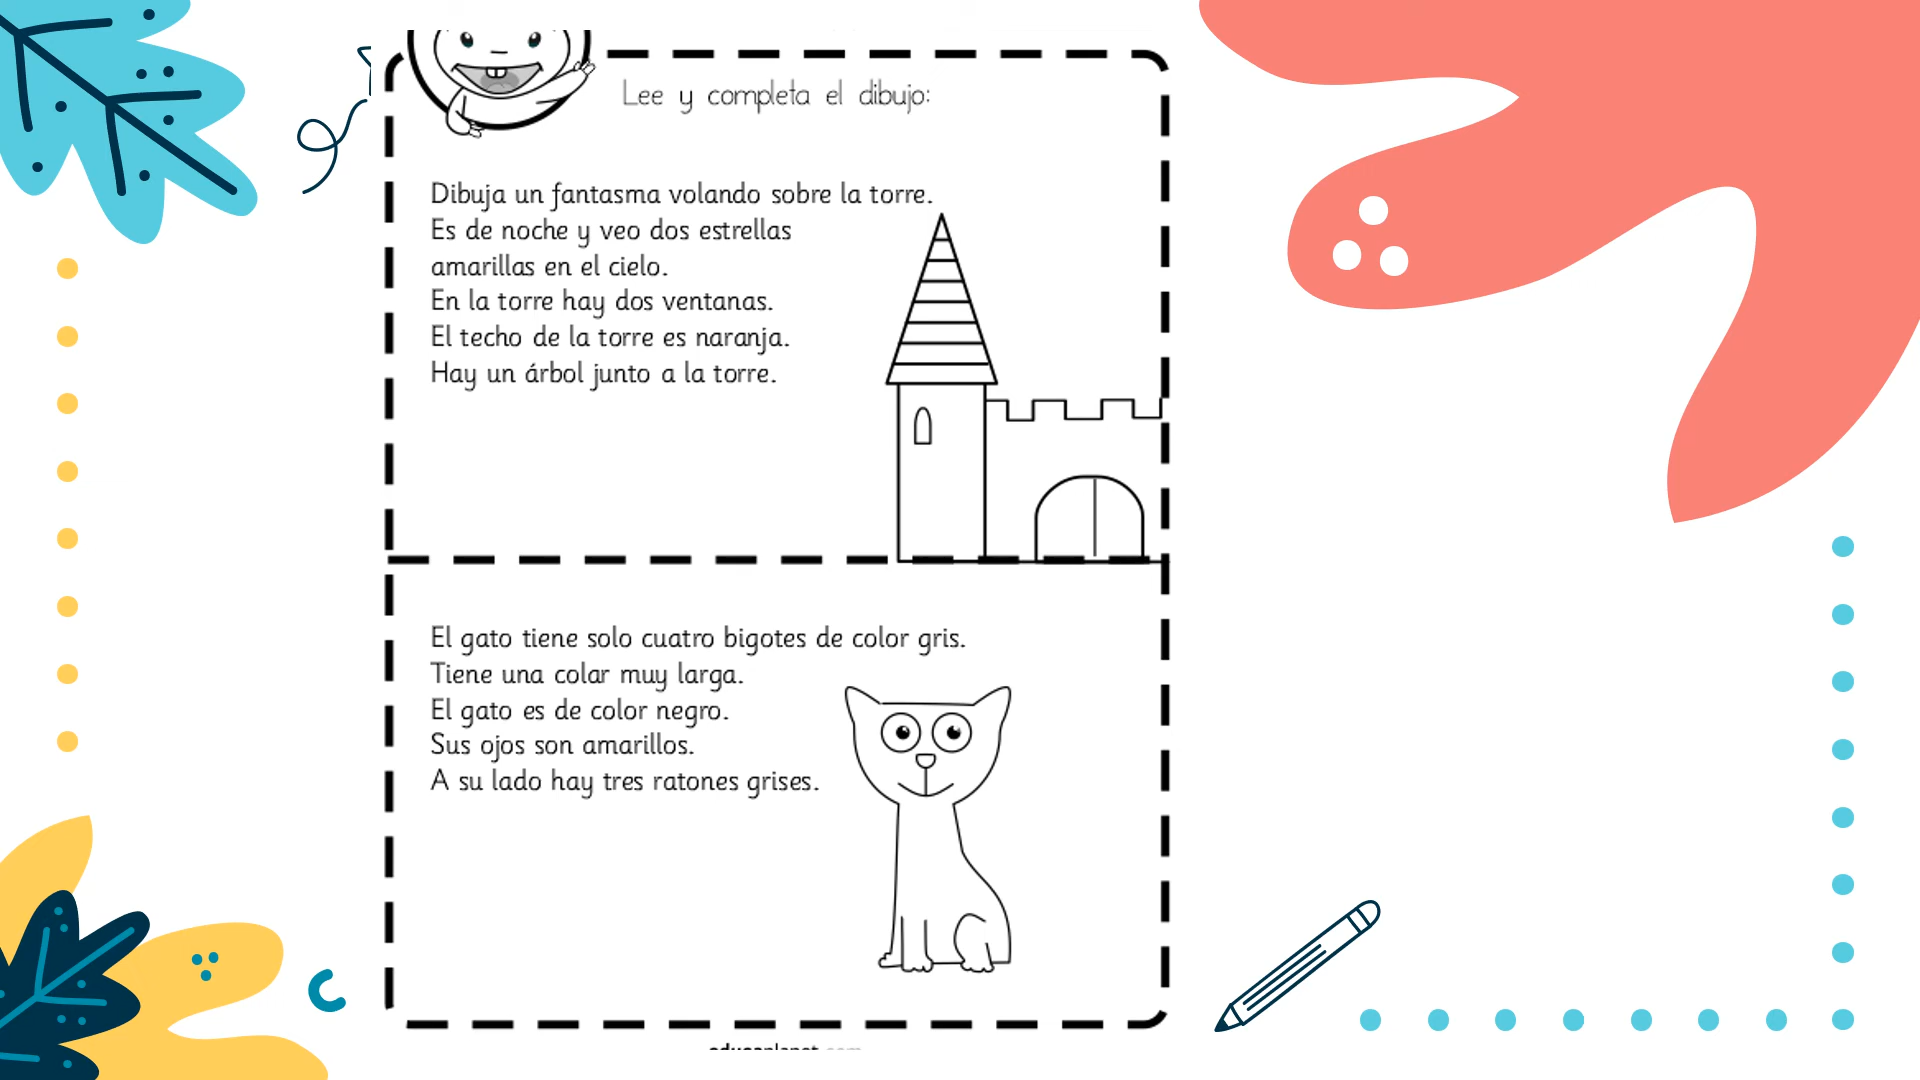 Lee y completa el dibujo:
Dibuja un fantasma volando sobre la torre.
Es de noche y veo dos estrellas
amarillas en el cielo.
En la torre hay dos ventanas.
El techo de la torre es naranja.
Hay un árbol junto a la torre.
El gato tiene solo cuatro bigotes de color gris.
Tiene una colar muy larga.
El gato es de color negro.
Sus ojos son amarillos.
A su lado hay tres ratones grises.